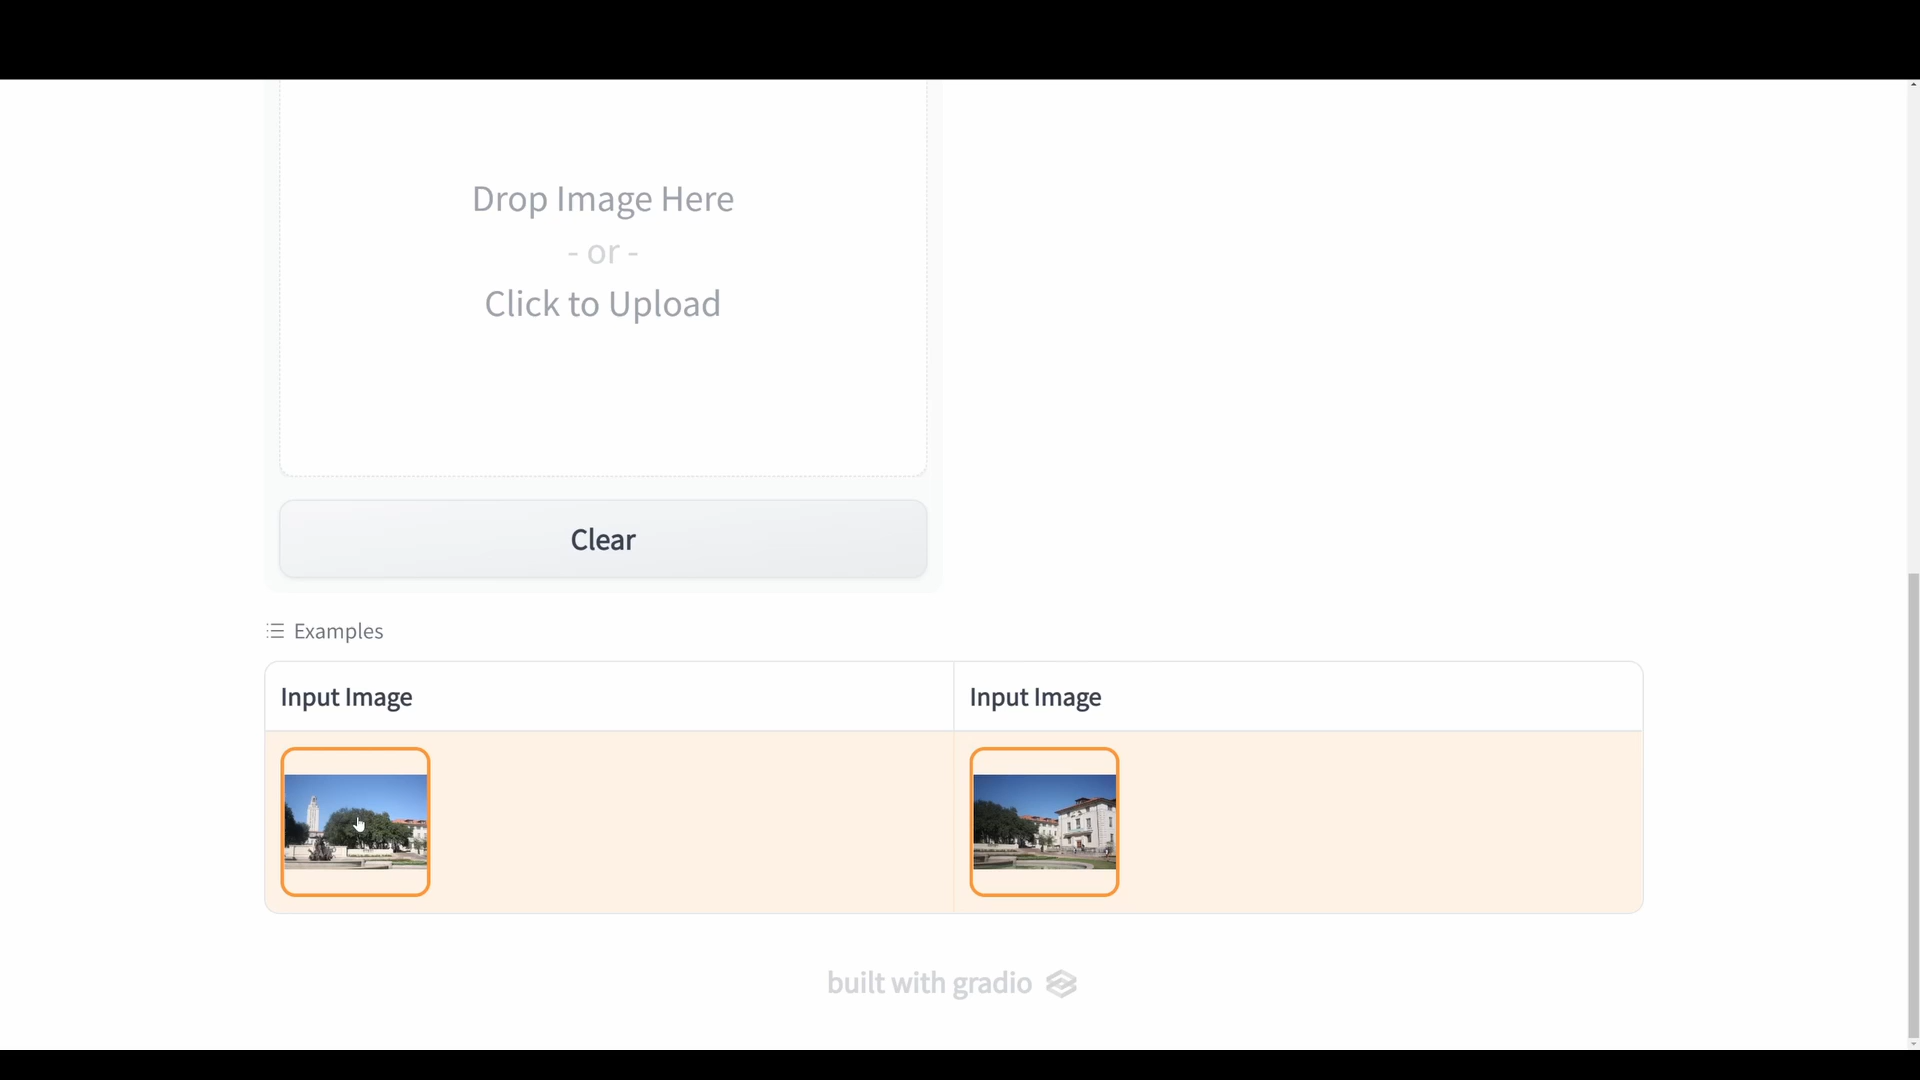 Drop Image Here
- or -
Click to Upload
Clear
Examples
Input Image
Input Image
built with gradio